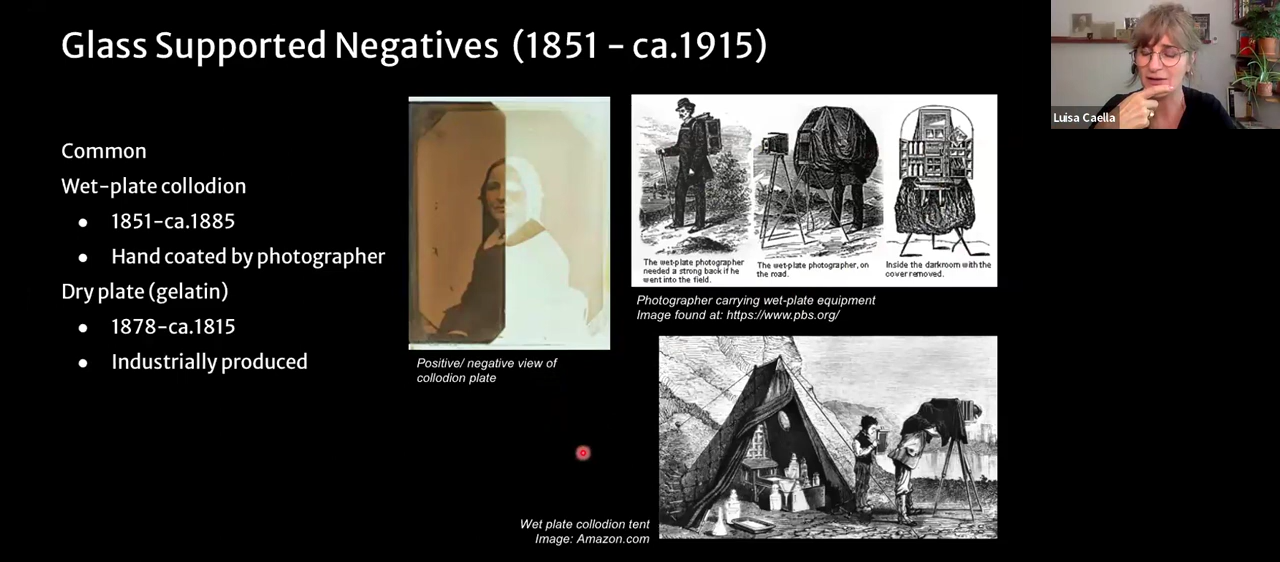 Glass Supported Negatives (1851 – ca.1915)
Common
Wet-plate collodion
● 1851-ca.1885
● Hand coated by photographer
Dry plate (gelatin)
● 1878-ca.1815
● Industrially produced
Positive/ negative view of
collodion plate
The wet-plate photographer
needed a strong back if he
went into the field.
The wet-plate photographer, on
the road.
Inside the darkroom with the
cover removed.
Photographer carrying wet-plate equipment
Image found at: https://www.pbs.org/
Wet plate collodion tent
Image: Amazon.com
Luisa Caella